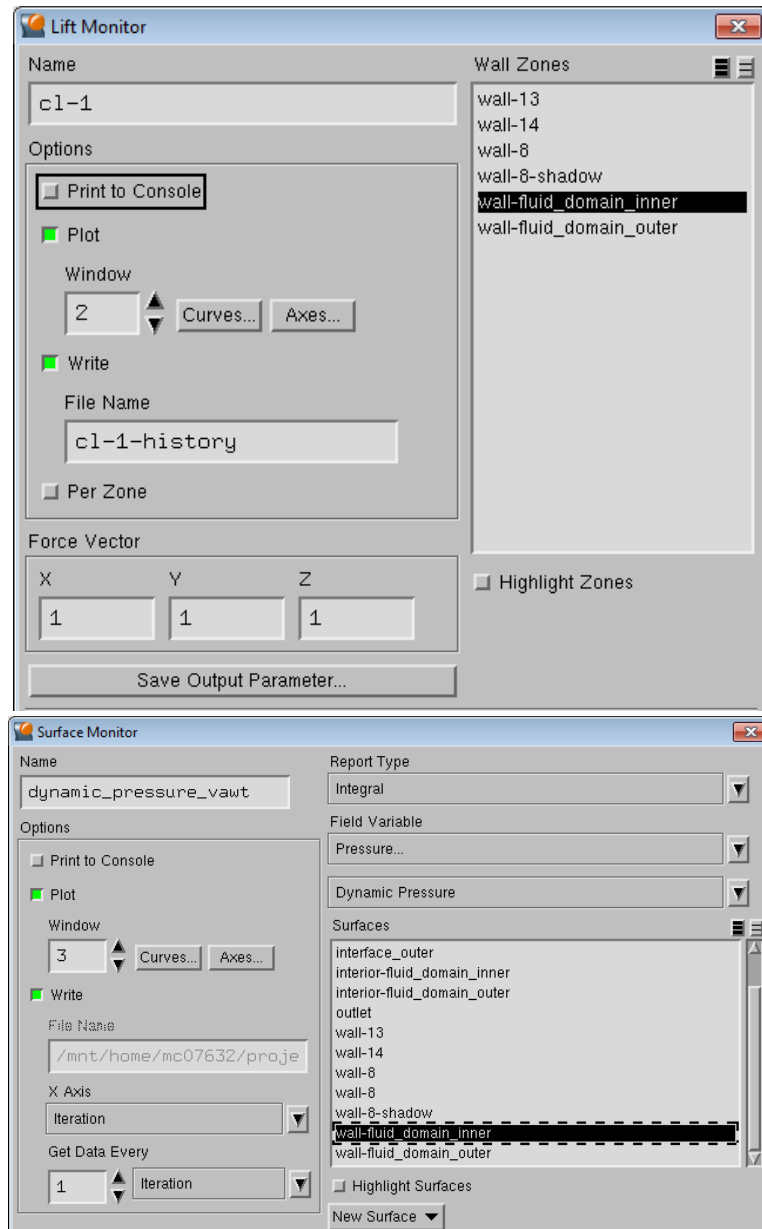 Lift Monitor
Name
cl-1
Options
Print to Console
Plot
Window
2
Curves... Axes...
Write
File Name
cl-1-history
Per Zone
Force Vector
X Y Z
1 1 1
Save Output Parameter...
Wall Zones
wall-13
wall-14
wall-8
wall-8-shadow
wall-fluid_domain_inner
wall-fluid_domain_outer
Highlight Zones
Surface Monitor
Name
dynamic_pressure_vawt
Options
Print to Console
Plot
Window
3
Curves... Axes...
Write
File Name
/mnt/home/mc07632/proje
X Axis
Iteration
Get Data Every
1 Iteration
Report Type
Integral
Field Variable
Pressure...
Dynamic Pressure
Surfaces
interface_outer
interior-fluid_domain_inner
interior-fluid_domain_outer
outlet
wall-13
wall-14
wall-8
wall-8
wall-8-shadow
wall-fluid_domain_inner
wall-fluid_domain_outer
Highlight Surfaces
New Surface